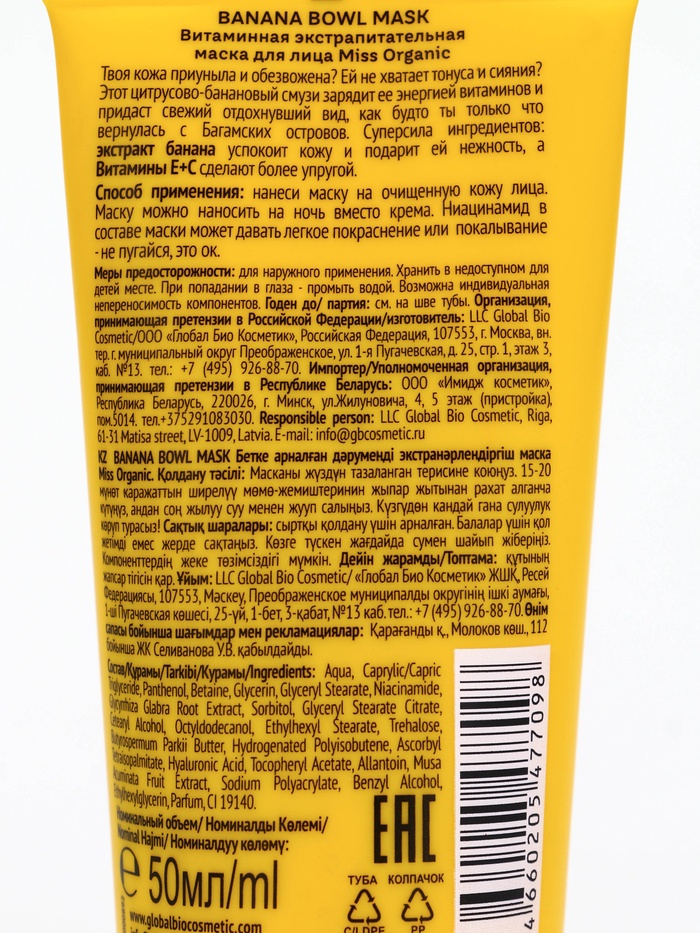 BANANA BOWL MASK
Витаминная экстрапитательная
маска для лица Miss Organic
Твоя кожа приуныла и обезвожена? Ей не хватает тонуса и сияния?
Этот цитрусово-банановый смузи зарядит ее энергией витаминов и
придаст свежий отдохнувший вид, как будто ты только что
вернулась с Багамских островов. Суперсила ингредиентов:
экстракт банана успокоит кожу и подарит ей нежность, а
Витамины Е+С сделают более упругой.
Способ применения: нанеси маску на очищенную кожу лица.
Маску можно наносить на ночь вместо крема. Ниацинамид в
составе маски может давать легкое покраснение или покалывание
- не пугайся, это ок.
Меры предосторожности: для наружного применения. Хранить в недоступном для
детей месте. При попадании в глаза - промыть водой. Возможна индивидуальная
непереносимость компонентов. Годен до/ партия: см. на шве тубы. Организация,
принимающая претензии в Российской Федерации/изготовитель: LLC Global Bio
Cosmetic/ООО «Глобал Био Косметик», Российская Федерация, 107553, г. Москва, вн.
тер. г. муниципальный округ Преображенское, ул. 1-я Пугачевская, д. 25, стр. 1, этаж 3,
каб. №13. тел.: +7 (495) 926-88-70. Импортер/Уполномоченная организация,
принимающая претензии в Республике Беларусь: ООО «Имидж косметик»,
Республика Беларусь, 220026, г. Минск, ул.Жилуновича, 4, 5 этаж (пристройка),
пом.5014. тел.+375291083030. Responsible person: LLC Global Bio Cosmetic, Riga,
61-31 Matisa street, LV-1009, Latvia. E-mail: info@gbcosmetic.ru
KZ BANANA BOWL MASK Бетке арналған дәруменді экстранәрлендіргіш маска
Miss Organic. Қолдану тәсілі: Масканы жүздүн тазаланган терисине коюңуз. 15-20
мүнөт каражаттын ширелүү мөмө-жемиштеринин жыпар жытынан рахат алганча
күтүңүз, андан соң жылуу суу менен жууп салыңыз. Күзгүдөн кандай гана сулуулук
көрүп турасыз! Сақтық шаралары: сыртқы қолдану үшін арналған. Балалар үшін қол
жетімді емес жерде сақтаңыз. Көзге түскен жағдайда сумен шайып жіберіңіз.
Компоненттердің жеке төзімсіздігі мүмкін. Дейін жарамды/Топтама: құтының
жапсар тігісін қар. Ұйым: LLC Global Bio Cosmetic/ «Глобал Био Косметик» ЖШҚ, Ресей
Федерациясы, 107553, Мәскеу, Преображенское муниципалды округінің ішкі аумағы,
1-ші Пугачевская көшесі, 25-үй, 1-бет, 3-қабат, №13 каб. тел.: +7 (495) 926-88-70. Өнім
сапасы бойынша шағымдар мен рекламациялар: Қарағанды қ., Молоков көш., 112
бойынша ЖК Селиванова У.В. қабылдайды.
Состав/Құрамы/Tarkibi/Курамы/Ingredients: Aqua, Caprylic/Capric
Triglyceride, Panthenol, Betaine, Glycerin, Glyceryl Stearate, Niacinamide,
Glycyrrhiza Glabra Root Extract, Sorbitol, Glyceryl Stearate Citrate,
Cetearyl Alcohol, Octyldodecanol, Ethylhexyl Stearate, Trehalose,
Butyrospermum Parkii Butter, Hydrogenated Polyisobutene, Ascorbyl
Tetraisopalmitate, Hyaluronic Acid, Tocopheryl Acetate, Allantoin, Musa
Acuminata Fruit Extract, Sodium Polyacrylate, Benzyl Alcohol,
Ethylhexylglycerin, Parfum, CI 19140.
Номинальный объем/ Номиналды Көлемі/
Nominal Hajmi/ Номиналдуу көлөмү:
℮ 50мл/ml
www.globalbiocosmetic.com
EAC
ТУБА КОЛПАЧОК
C/LDPE PP
4660205477098